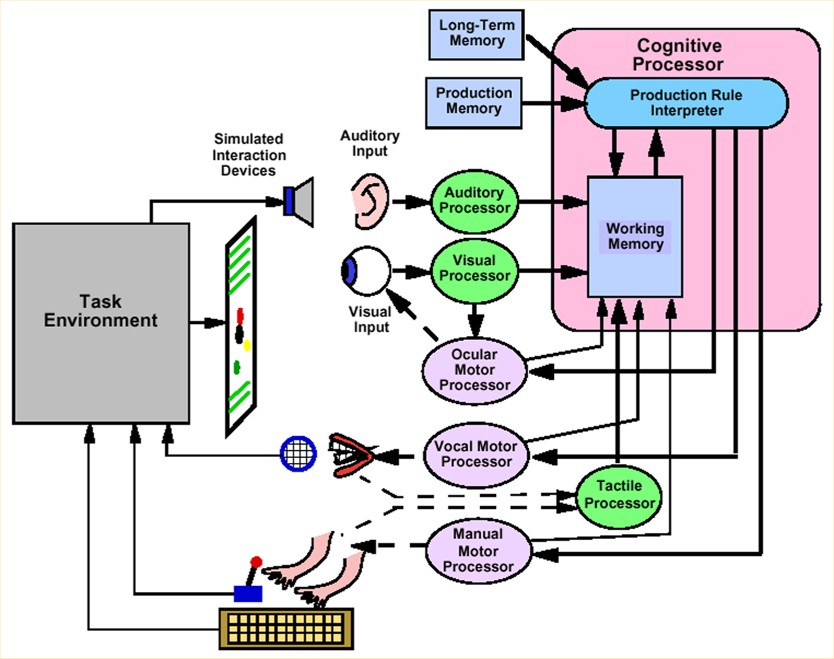 Long-Term
Memory
Cognitive
Processor
Production
Memory
Production Rule
Interpreter
Simulated
Interaction
Devices
Auditory
Input
Auditory
Processor
Working
Memory
Visual
Processor
Visual
Input
Task
Environment
Ocular
Motor
Processor
Vocal Motor
Processor
Tactile
Processor
Manual
Motor
Processor